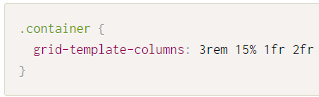 .container {
grid-template-columns: 3rem 15% 1fr 2fr
}